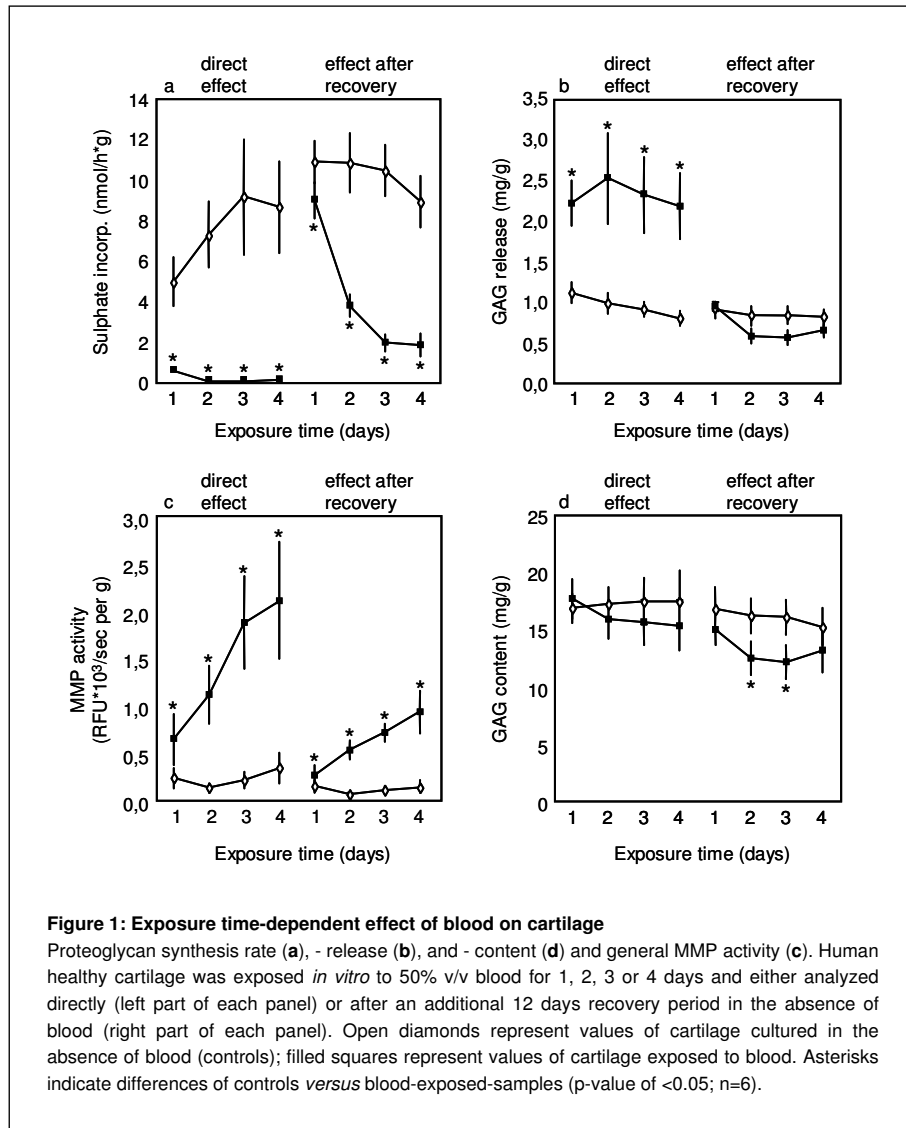 direct effect
effect after recovery
a
14
12
10
8
6
4
2
0
Sulphate incorp. (nmol/h*g)
* * * *
* * * *
1 2 3 4 1 2 3 4
Exposure time (days)
direct effect
effect after recovery
b
3,5
3,0
2,5
2,0
1,5
1,0
0,5
0,0
GAG release (mg/g)
* * * *
1 2 3 4 1 2 3 4
Exposure time (days)
direct effect
effect after recovery
c
3,0
2,5
2,0
1,5
1,0
0,5
0,0
MMP activity
(RFU*10³/sec per g)
* * * *
* * * *
1 2 3 4 1 2 3 4
Exposure time (days)
direct effect
effect after recovery
d
25
20
15
10
5
0
GAG content (mg/g)
* *
1 2 3 4 1 2 3 4
Exposure time (days)
Figure 1: Exposure time-dependent effect of blood on cartilage
Proteoglycan synthesis rate (a), - release (b), and - content (d) and general MMP activity (c). Human
healthy cartilage was exposed in vitro to 50% v/v blood for 1, 2, 3 or 4 days and either analyzed
directly (left part of each panel) or after an additional 12 days recovery period in the absence of
blood (right part of each panel). Open diamonds represent values of cartilage cultured in the
absence of blood (controls); filled squares represent values of cartilage exposed to blood. Asterisks
indicate differences of controls versus blood-exposed-samples (p-value of <0.05; n=6).